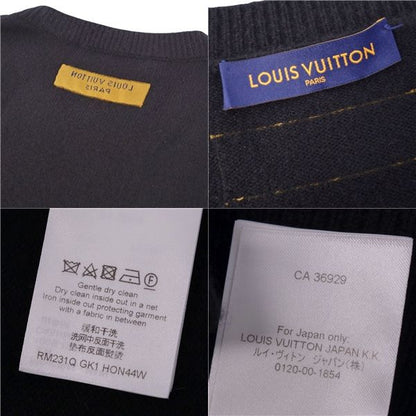 LOUIS VUITTON
PARIS
LOUIS VUITTON
PARIS
F
Gentle dry clean
Dry clean in net inside out
Iron inside out protecting garment
with a fabric in between
缓和干洗
洗网中反面干洗
垫布反面熨烫
RM231Q GK1 HON44W
CA 36929
For Japan only:
LOUIS VUITTON JAPAN K.K.
ルイ・ヴィトン ジャパン(株)
0120-00-1854